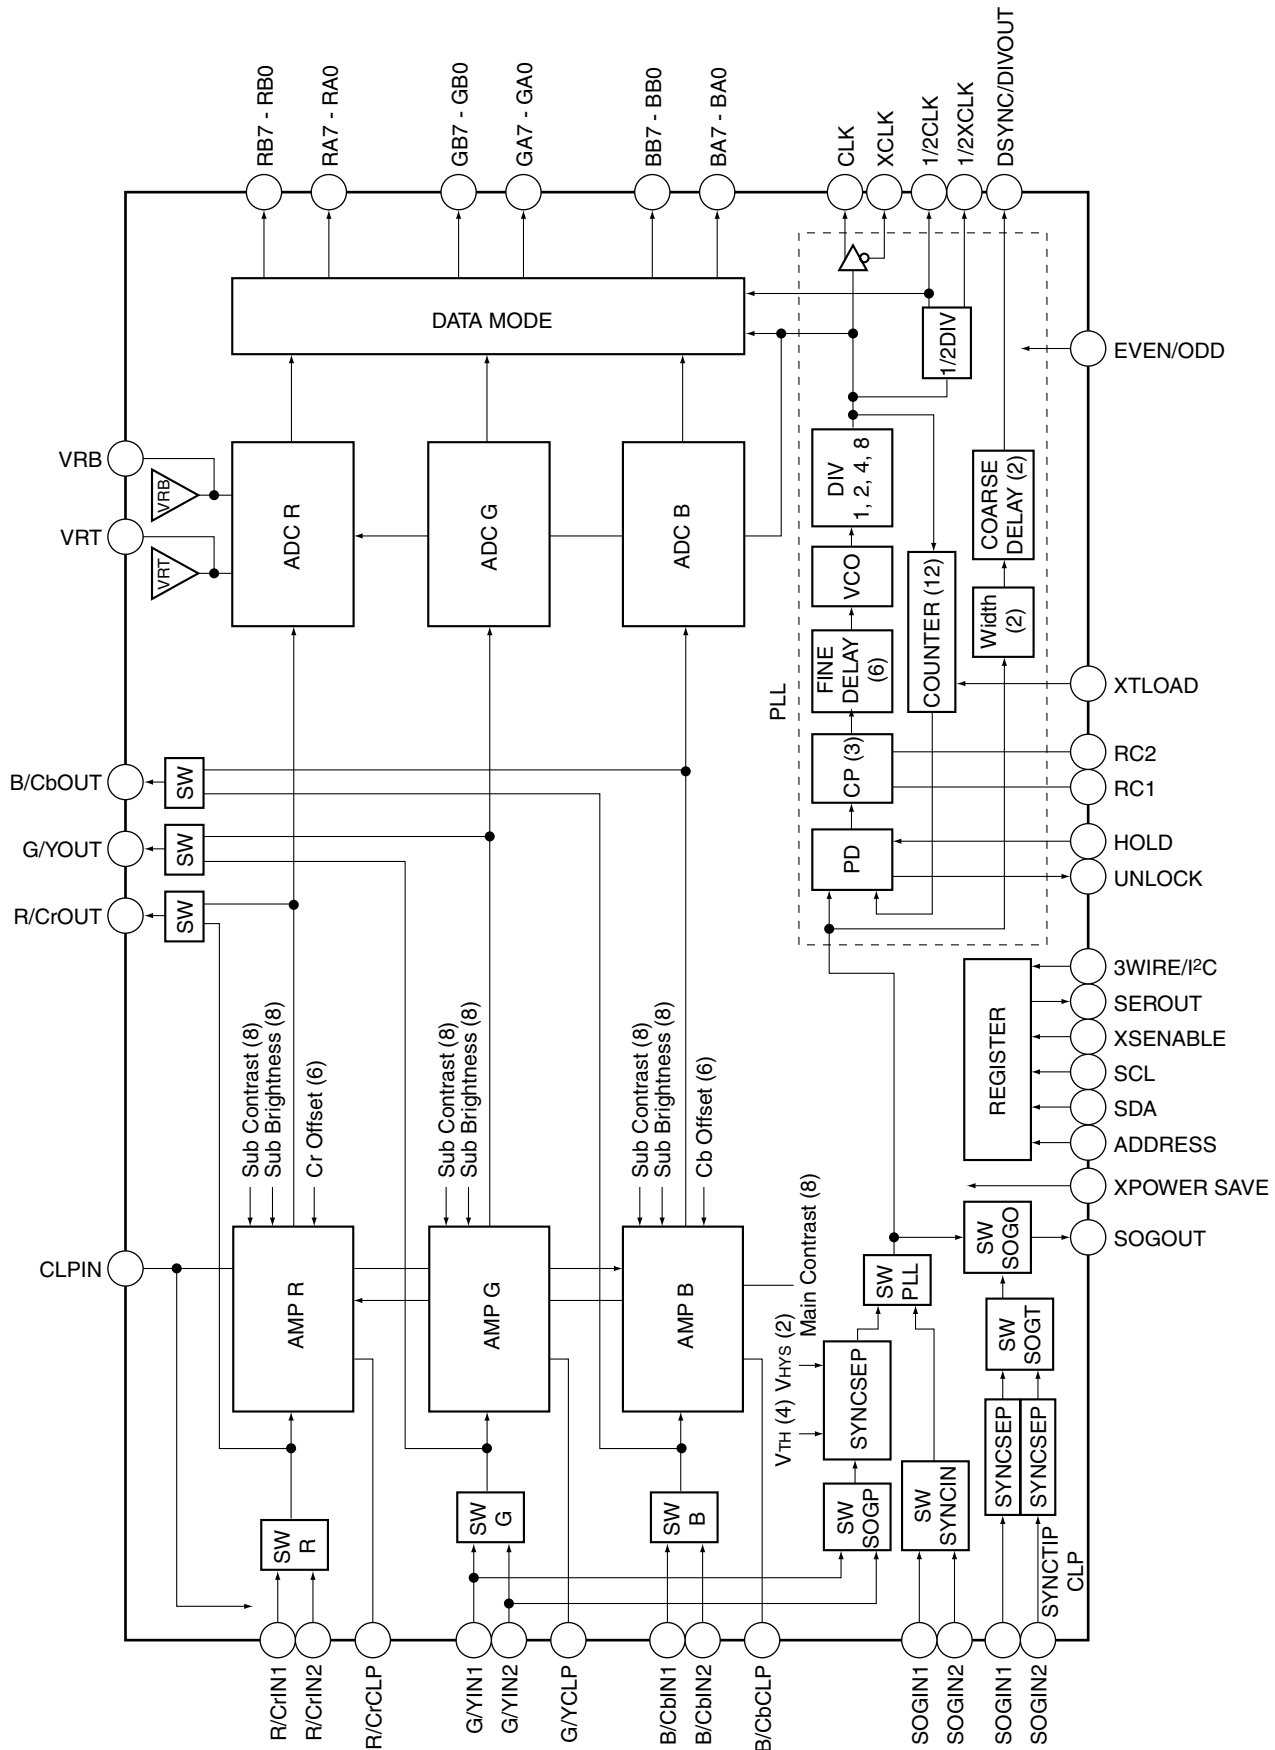 RB7 - RB0
RA7 - RA0
GB7 - GB0
GA7 - GA0
BB7 - BB0
BA7 - BA0
CLK
XCLK
1/2CLK
1/2XCLK
DSYNC/DIVOUT
DATA MODE
1/2DIV
EVEN/ODD
VRB
VRB
VRT
VRT
ADC R
ADC G
ADC B
DIV
1, 2, 4, 8
VCO
FINE
DELAY
(6)
COUNTER (12)
COARSE
DELAY (2)
Width
(2)
PLL
XTLOAD
B/CbOUT
SW
G/YOUT
SW
R/CrOUT
SW
CP (3)
PD
RC2
RC1
HOLD
UNLOCK
3WIRE/I²C
SEROUT
XSENABLE
SCL
SDA
ADDRESS
REGISTER
XPOWER SAVE
SOGOUT
Sub Contrast (8)
Sub Brightness (8)
Cr Offset (6)
Sub Contrast (8)
Sub Brightness (8)
Sub Contrast (8)
Sub Brightness (8)
Cb Offset (6)
CLPIN
AMP R
AMP G
AMP B
Main Contrast (8)
SW
PLL
SW
SOGO
SW
SOGT
VTH (4)
VHYS (2)
SYNCSEP
SYNCSEP
SYNCSEP
SW
R
SW
G
SW
B
SW
SOGP
SW
SYNCIN
SYNCTIP
CLP
R/CrIN1
R/CrIN2
R/CrCLP
G/YIN1
G/YIN2
G/YCLP
B/CbIN1
B/CbIN2
B/CbCLP
SOGIN1
SOGIN2
SOGIN1
SOGIN2